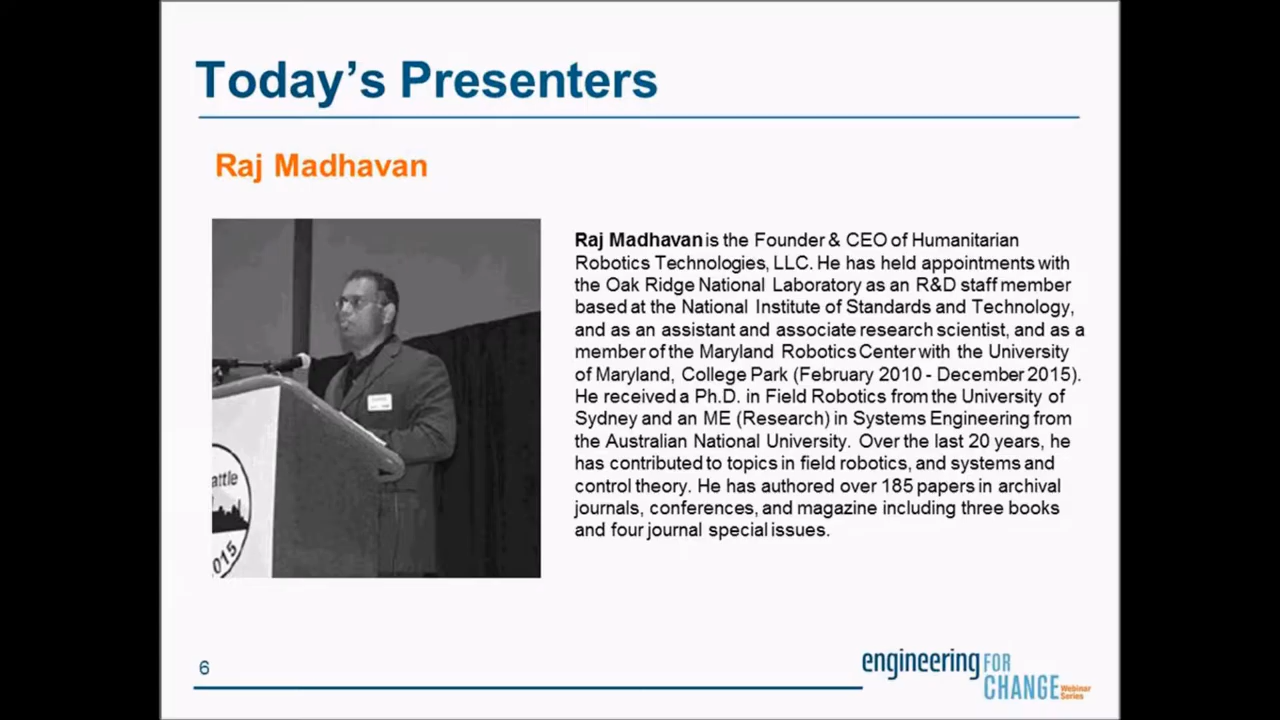 Today's Presenters
Raj Madhavan
Raj Madhavan is the Founder & CEO of Humanitarian
Robotics Technologies, LLC. He has held appointments with
the Oak Ridge National Laboratory as an R&D staff member
based at the National Institute of Standards and Technology,
and as an assistant and associate research scientist, and as a
member of the Maryland Robotics Center with the University
of Maryland, College Park (February 2010 - December 2015).
He received a Ph.D. in Field Robotics from the University of
Sydney and an ME (Research) in Systems Engineering from
the Australian National University. Over the last 20 years, he
has contributed to topics in field robotics, and systems and
control theory. He has authored over 185 papers in archival
journals, conferences, and magazine including three books
and four journal special issues.
attle
015
6
engineering FOR
CHANGE Webinar
Series